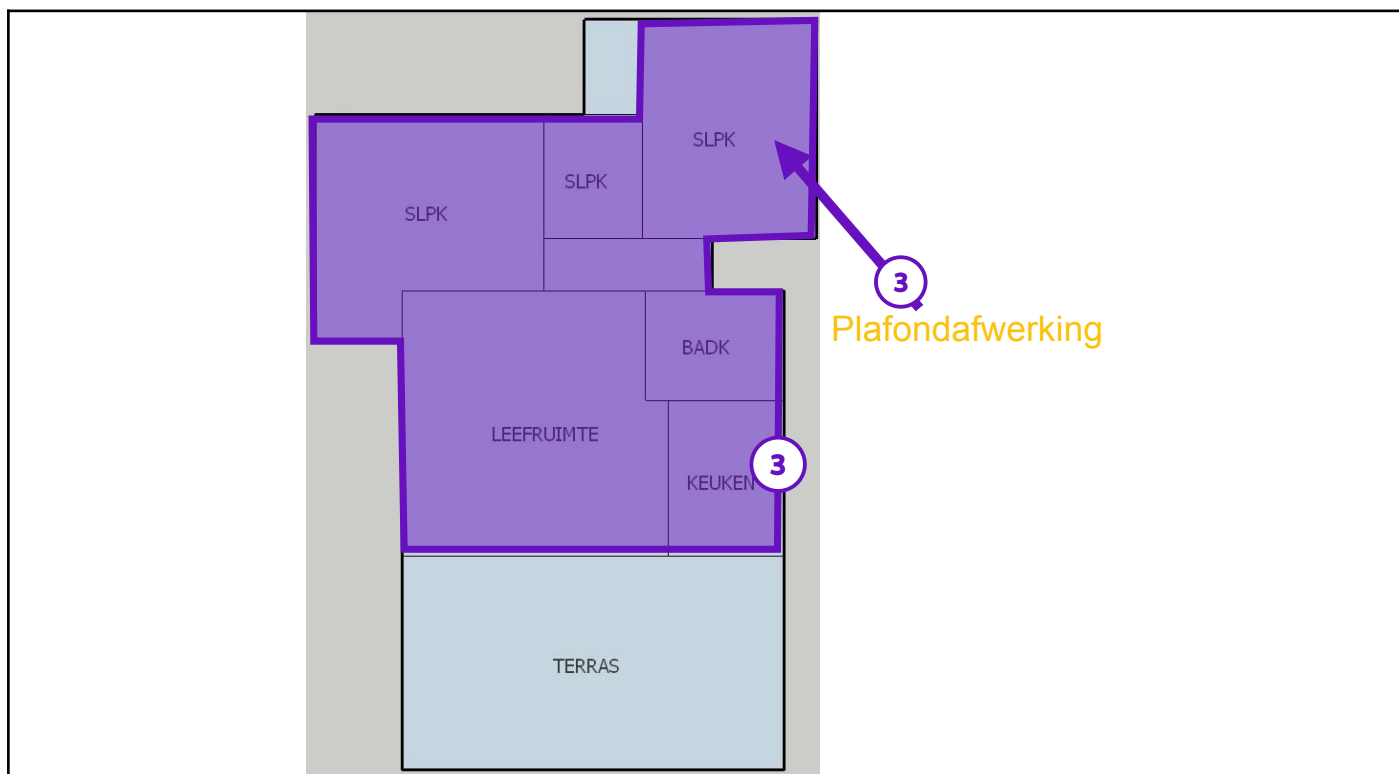 SLPK
SLPK
SLPK
3
Plafondafwerking
BADK
LEEFRUIMTE
3
KEUKEN
TERRAS